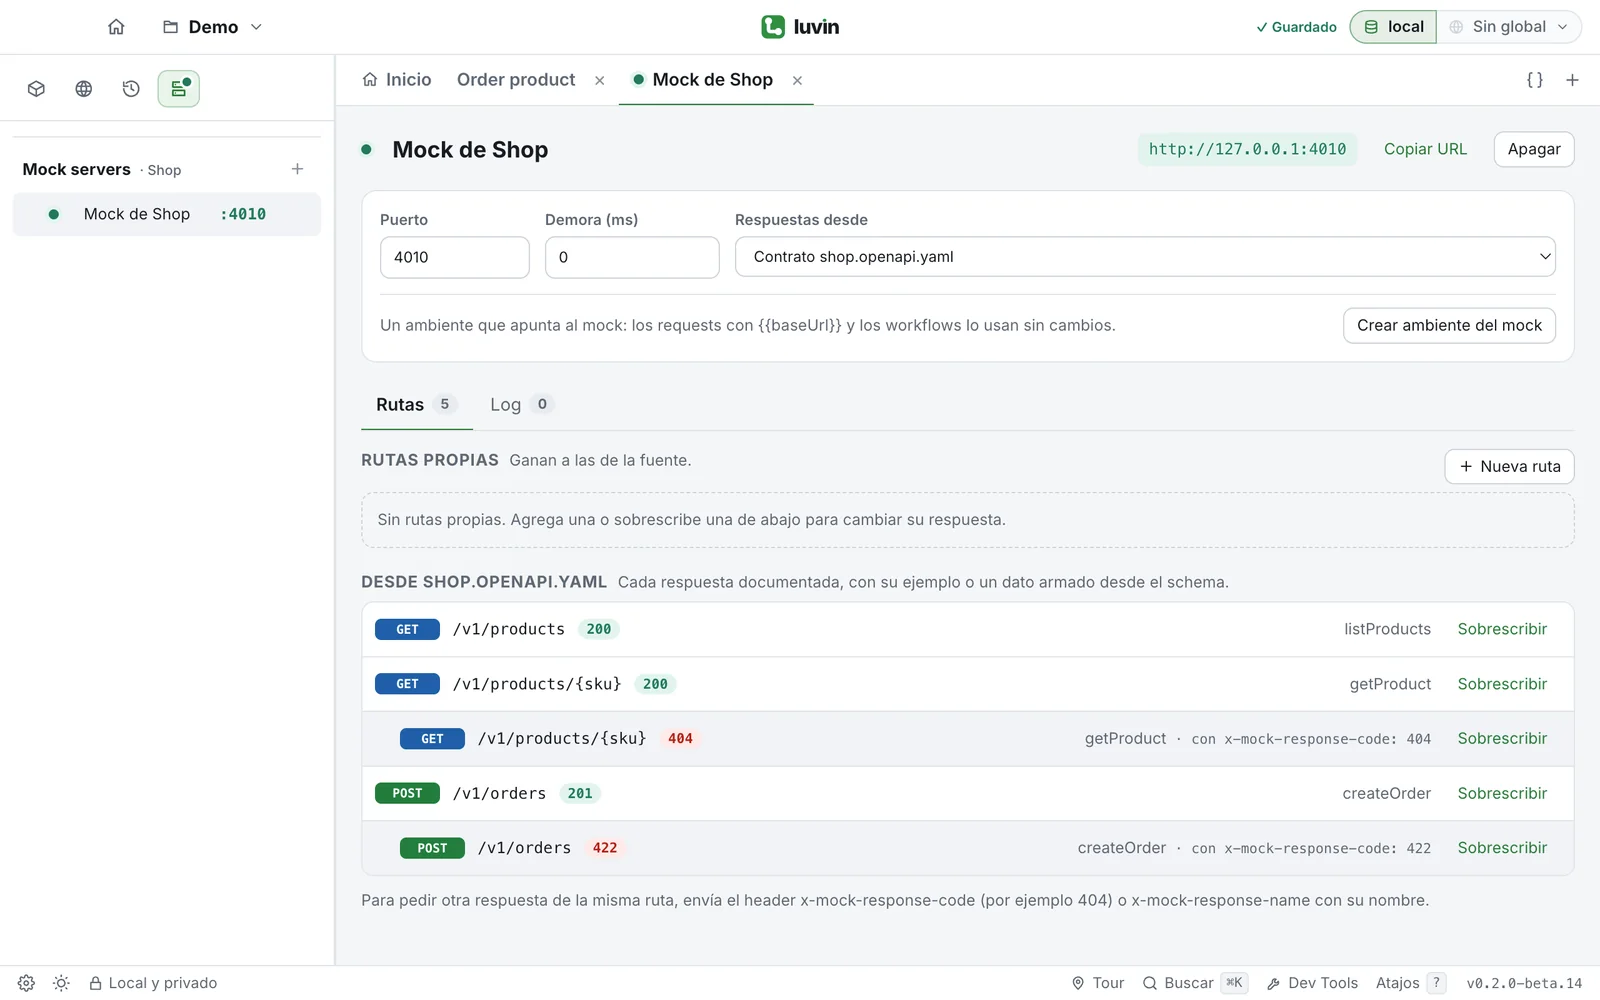 Demo
luvin
Guardado
local
Sin global
Inicio
Order product
Mock de Shop
{}
Mock servers · Shop
Mock de Shop :4010
Mock de Shop
http://127.0.0.1:4010
Copiar URL
Apagar
Puerto
Demora (ms)
Respuestas desde
4010
0
Contrato shop.openapi.yaml
Un ambiente que apunta al mock: los requests con {{baseUrl}} y los workflows lo usan sin cambios.
Crear ambiente del mock
Rutas 5
Log 0
RUTAS PROPIAS Ganan a las de la fuente.
+ Nueva ruta
Sin rutas propias. Agrega una o sobrescribe una de abajo para cambiar su respuesta.
DESDE SHOP.OPENAPI.YAML Cada respuesta documentada, con su ejemplo o un dato armado desde el schema.
GET /v1/products 200 listProducts Sobrescribir
GET /v1/products/{sku} 200 getProduct Sobrescribir
GET /v1/products/{sku} 404 getProduct · con x-mock-response-code: 404 Sobrescribir
POST /v1/orders 201 createOrder Sobrescribir
POST /v1/orders 422 createOrder · con x-mock-response-code: 422 Sobrescribir
Para pedir otra respuesta de la misma ruta, envía el header x-mock-response-code (por ejemplo 404) o x-mock-response-name con su nombre.
Local y privado
Tour
Buscar ⌘K
Dev Tools
Atajos ?
v0.2.0-beta.14